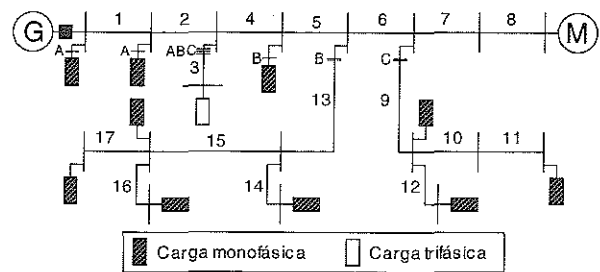 1 2 4 5 6 7 8
G M
A A ABC B B C
3 13 9
17 15 10 11
16 14 12
Carga monofásica Carga trifásica